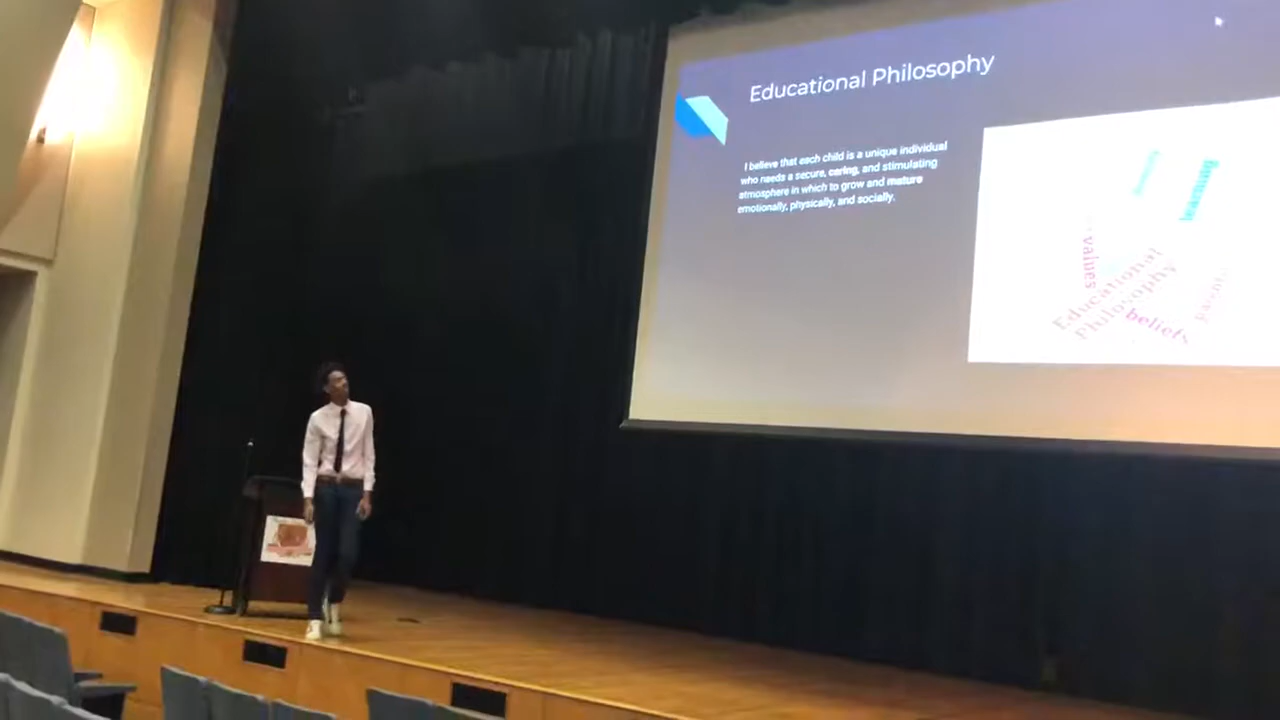 Educational Philosophy
I believe that each child is a unique individual
who needs a secure, caring, and stimulating
atmosphere in which to grow and mature
emotionally, physically, and socially.
learning
values
Educational
Philosophy
beliefs
parents